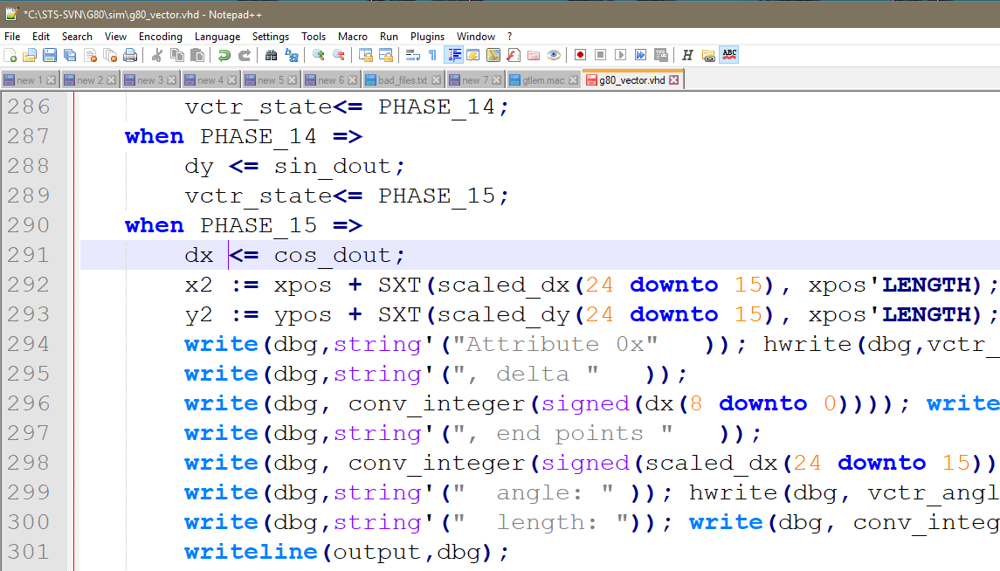 *C:\STS-SVN\G80\sim\g80_vector.vhd - Notepad++
File Edit Search View Encoding Language Settings Tools Macro Run Plugins Window ?
H ABC
new 1 new 2 new 3 new 4 new 5 new 6 bad_files.txt new 7 gtlem.mac g80_vector.vhd
286 vctr_state<= PHASE_14;
287 when PHASE_14 =>
288 dy <= sin_dout;
289 vctr_state<= PHASE_15;
290 when PHASE_15 =>
291 dx <= cos_dout;
292 x2 := xpos + SXT(scaled_dx(24 downto 15), xpos'LENGTH);
293 y2 := ypos + SXT(scaled_dy(24 downto 15), xpos'LENGTH);
294 write(dbg,string'("Attribute 0x"   )); hwrite(dbg,vctr_
295 write(dbg,string'(", delta "   ));
296 write(dbg, conv_integer(signed(dx(8 downto 0)))); write
297 write(dbg,string'(", end points "   ));
298 write(dbg, conv_integer(signed(scaled_dx(24 downto 15))
299 write(dbg,string'("  angle: " )); hwrite(dbg, vctr_angl
300 write(dbg,string'("  length: ")); write(dbg, conv_integ
301 writeline(output,dbg);